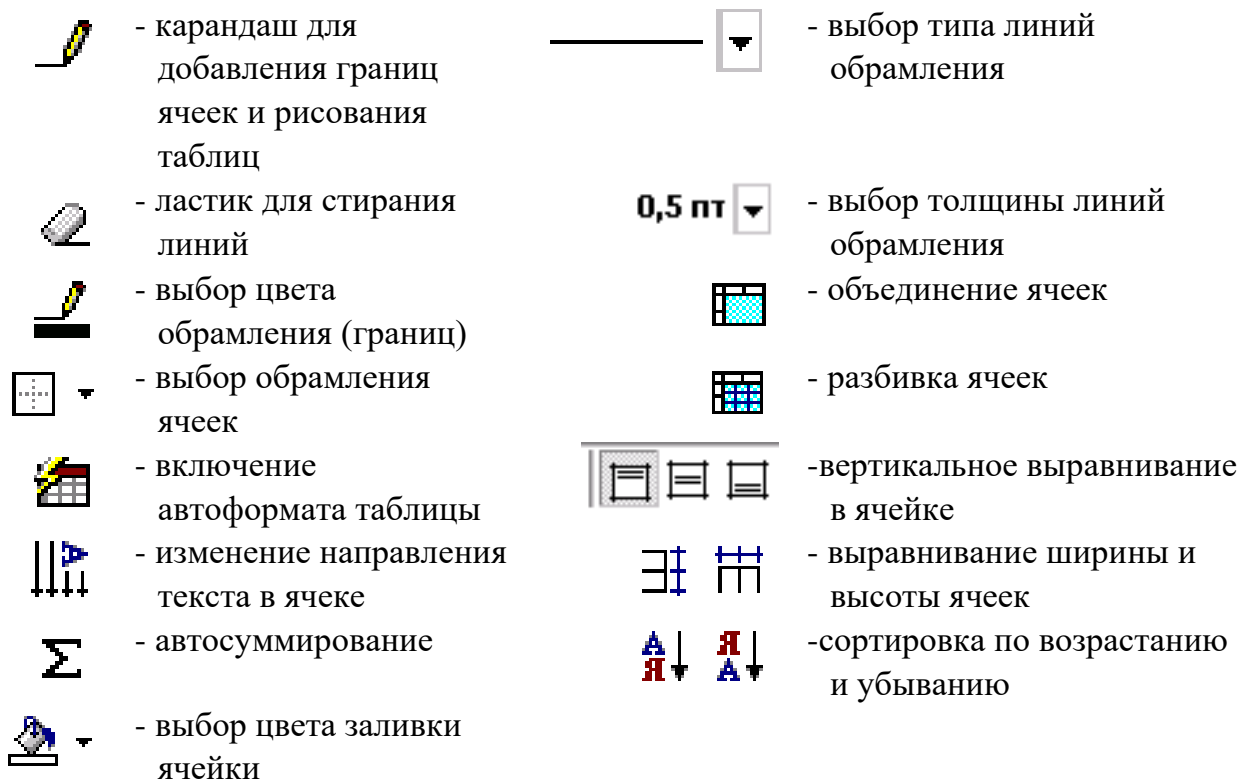 - карандаш для
добавления границ
ячеек и рисования
таблиц
- выбор типа линий
обрамления
- ластик для стирания
линий
0,5 пт
- выбор толщины линий
обрамления
- выбор цвета
обрамления (границ)
- объединение ячеек
- выбор обрамления
ячеек
- разбивка ячеек
- включение
автоформата таблицы
-вертикальное выравнивание
в ячейке
- изменение направления
текста в ячеке
- выравнивание ширины и
высоты ячеек
- автосуммирование
-сортировка по возрастанию
и убыванию
- выбор цвета заливки
ячейки